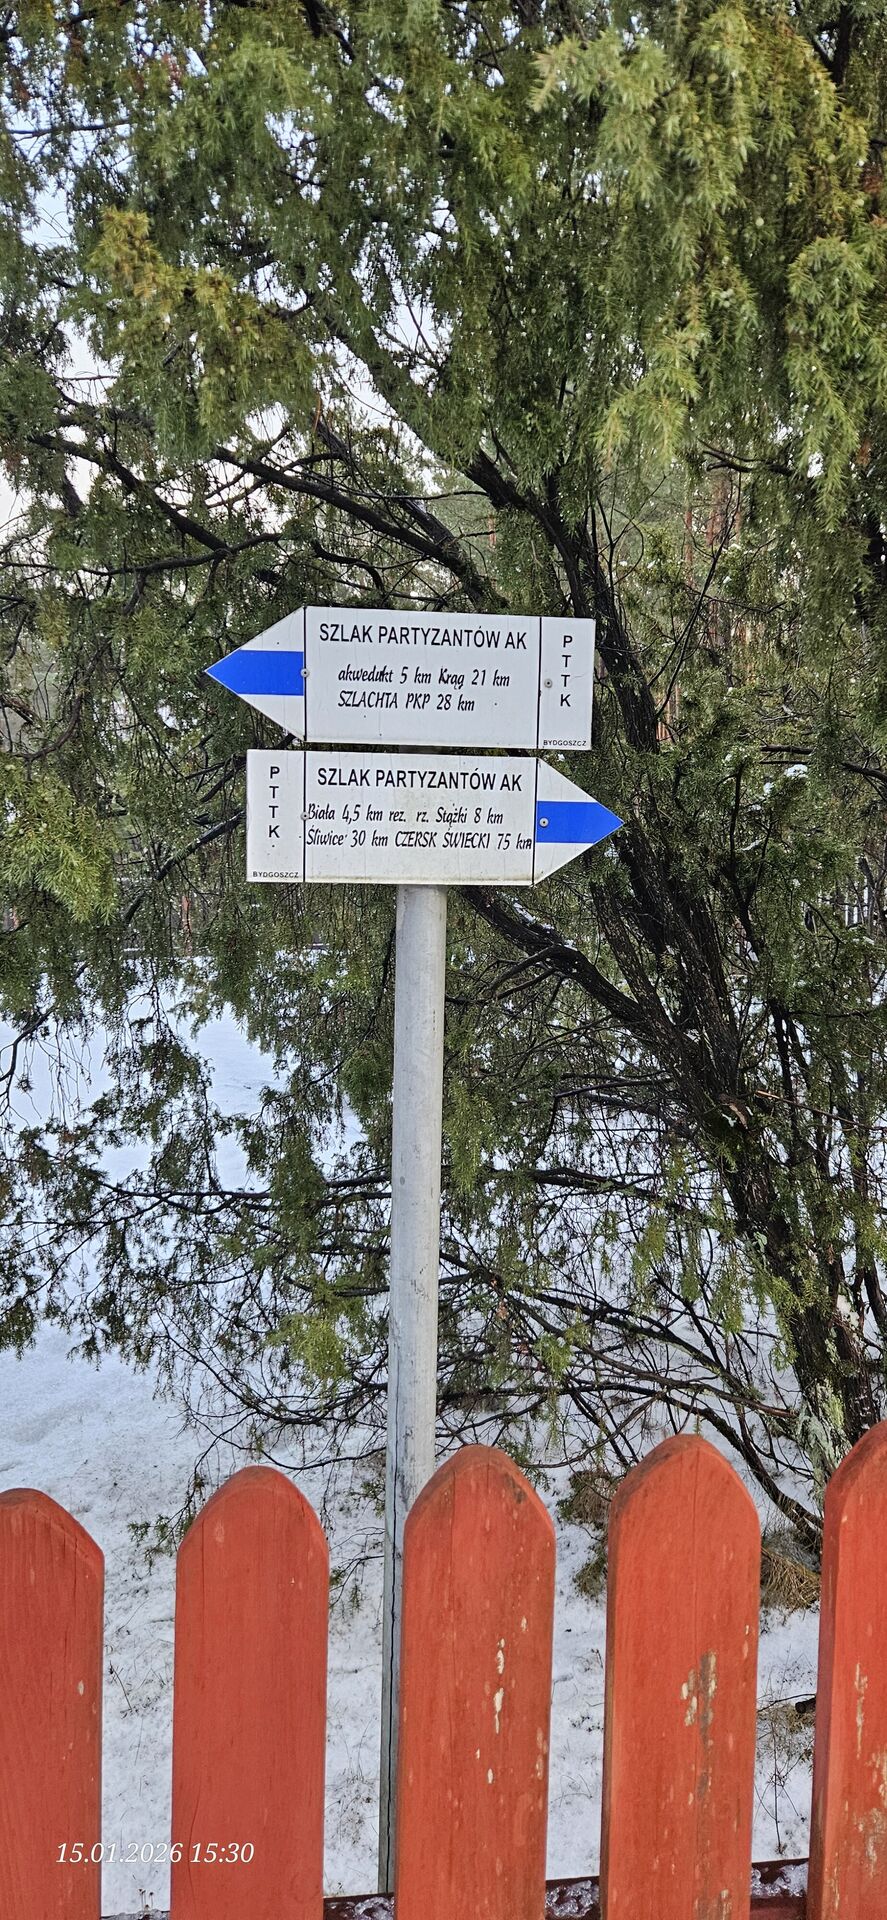 SZLAK PARTYZANTÓW AK
akwedukt 5 km Krąg 21 km
SZLACHTA PKP 28 km
PTTK
BYDGOSZCZ
PTTK
BYDGOSZCZ
SZLAK PARTYZANTÓW AK
Biała 4,5 km rez. rz. Stążki 8 km
Śliwice 30 km CZERSK ŚWIECKI 75 km
15.01.2026 15:30